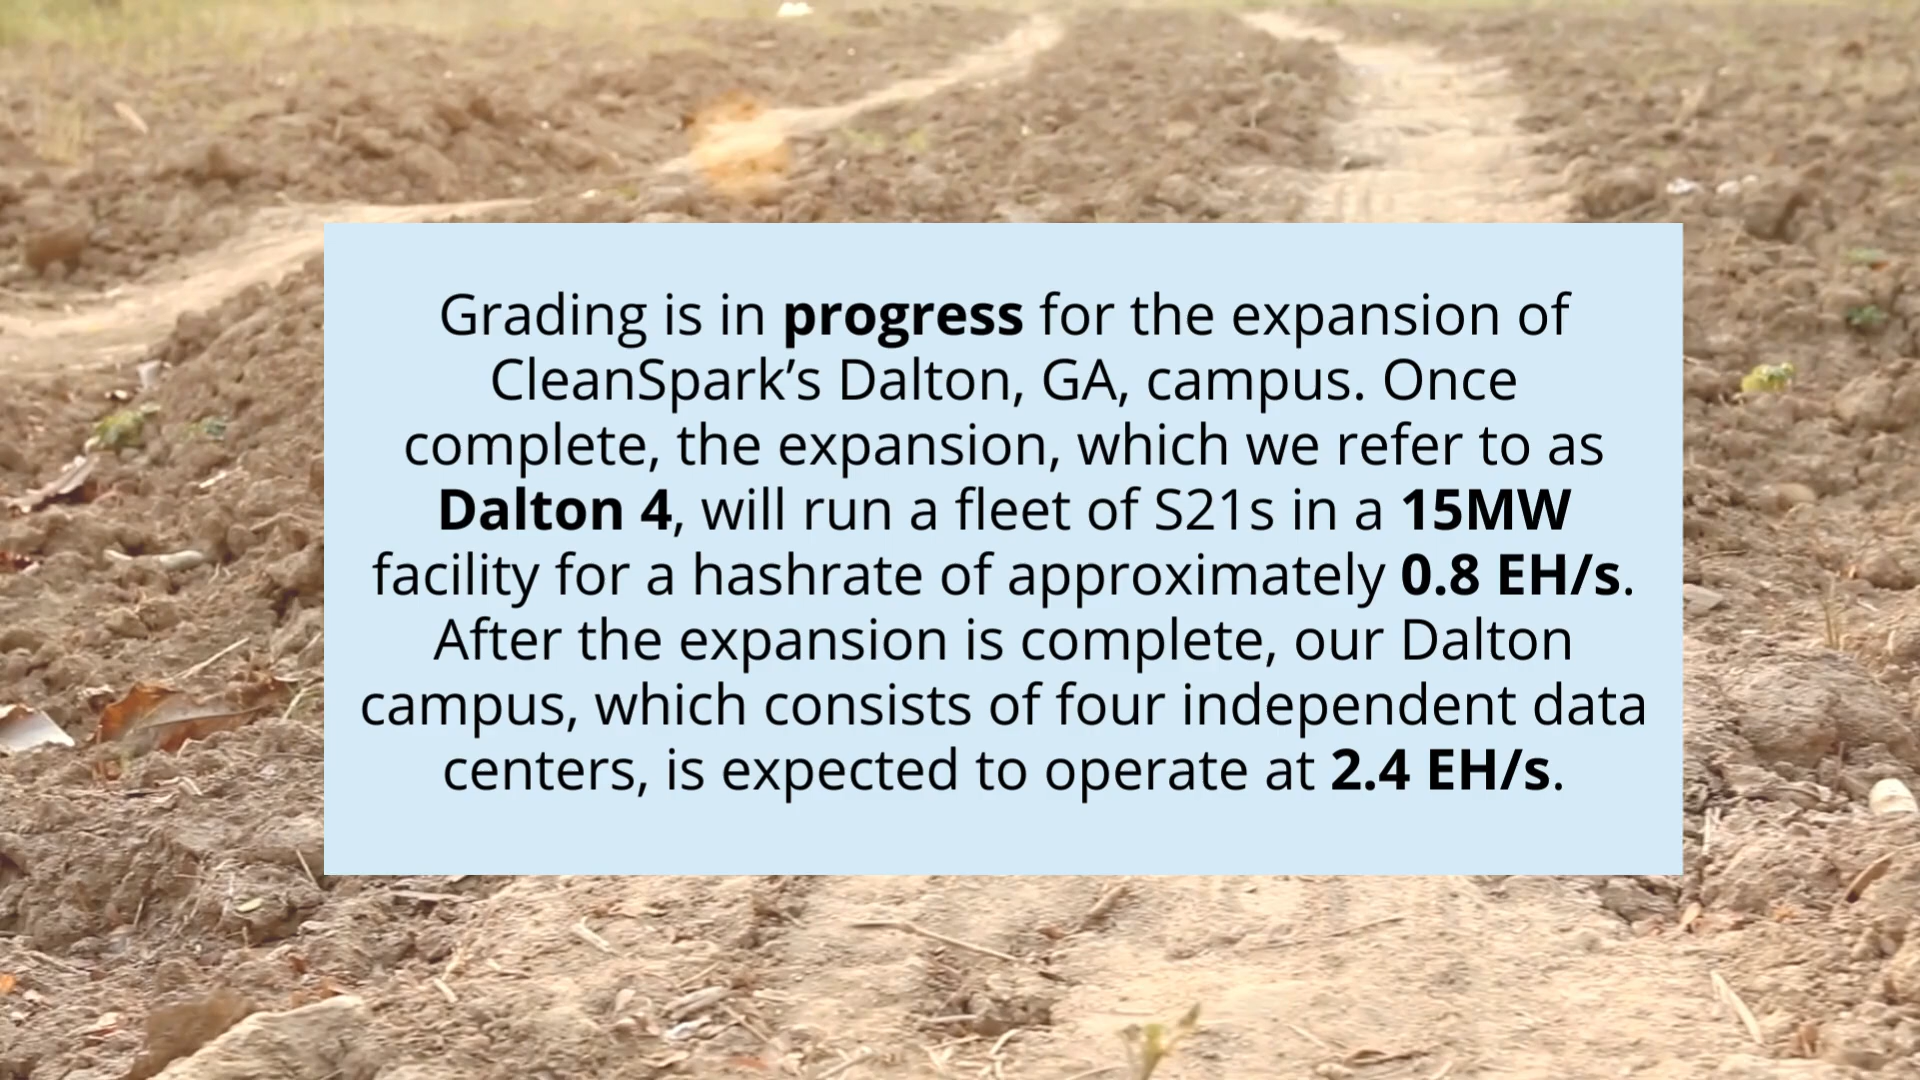 Grading is in progress for the expansion of
CleanSpark’s Dalton, GA, campus. Once
complete, the expansion, which we refer to as
Dalton 4, will run a fleet of S21s in a 15MW
facility for a hashrate of approximately 0.8 EH/s.
After the expansion is complete, our Dalton
campus, which consists of four independent data
centers, is expected to operate at 2.4 EH/s.